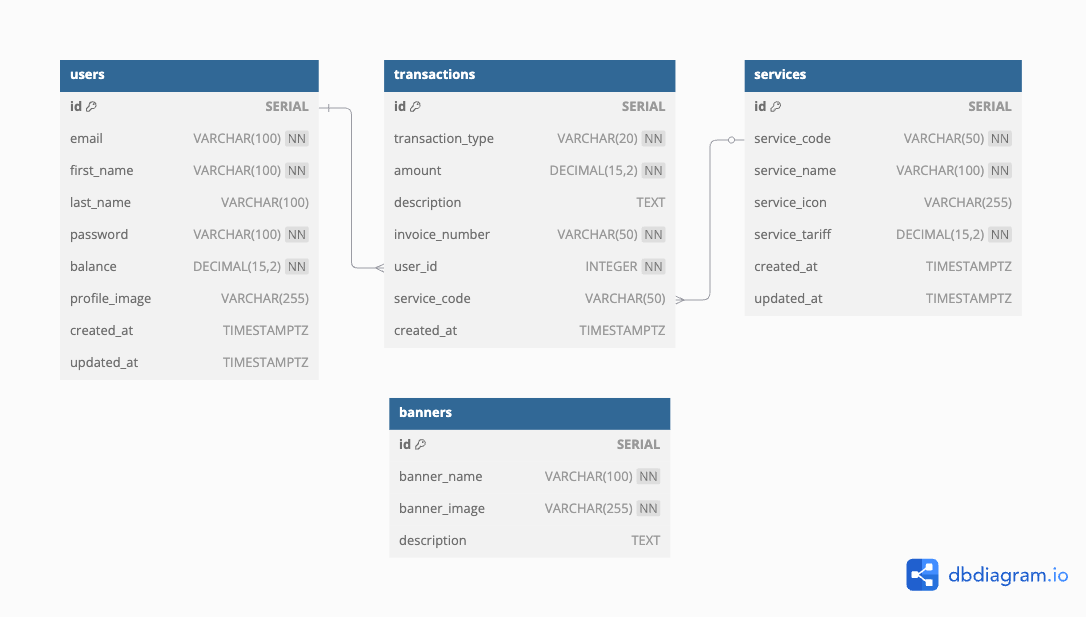 users
id SERIAL
email VARCHAR(100) NN
first_name VARCHAR(100) NN
last_name VARCHAR(100)
password VARCHAR(100) NN
balance DECIMAL(15,2) NN
profile_image VARCHAR(255)
created_at TIMESTAMPTZ
updated_at TIMESTAMPTZ
transactions
id SERIAL
transaction_type VARCHAR(20) NN
amount DECIMAL(15,2) NN
description TEXT
invoice_number VARCHAR(50) NN
user_id INTEGER NN
service_code VARCHAR(50)
created_at TIMESTAMPTZ
services
id SERIAL
service_code VARCHAR(50) NN
service_name VARCHAR(100) NN
service_icon VARCHAR(255)
service_tariff DECIMAL(15,2) NN
created_at TIMESTAMPTZ
updated_at TIMESTAMPTZ
banners
id SERIAL
banner_name VARCHAR(100) NN
banner_image VARCHAR(255) NN
description TEXT
dbdiagram.io